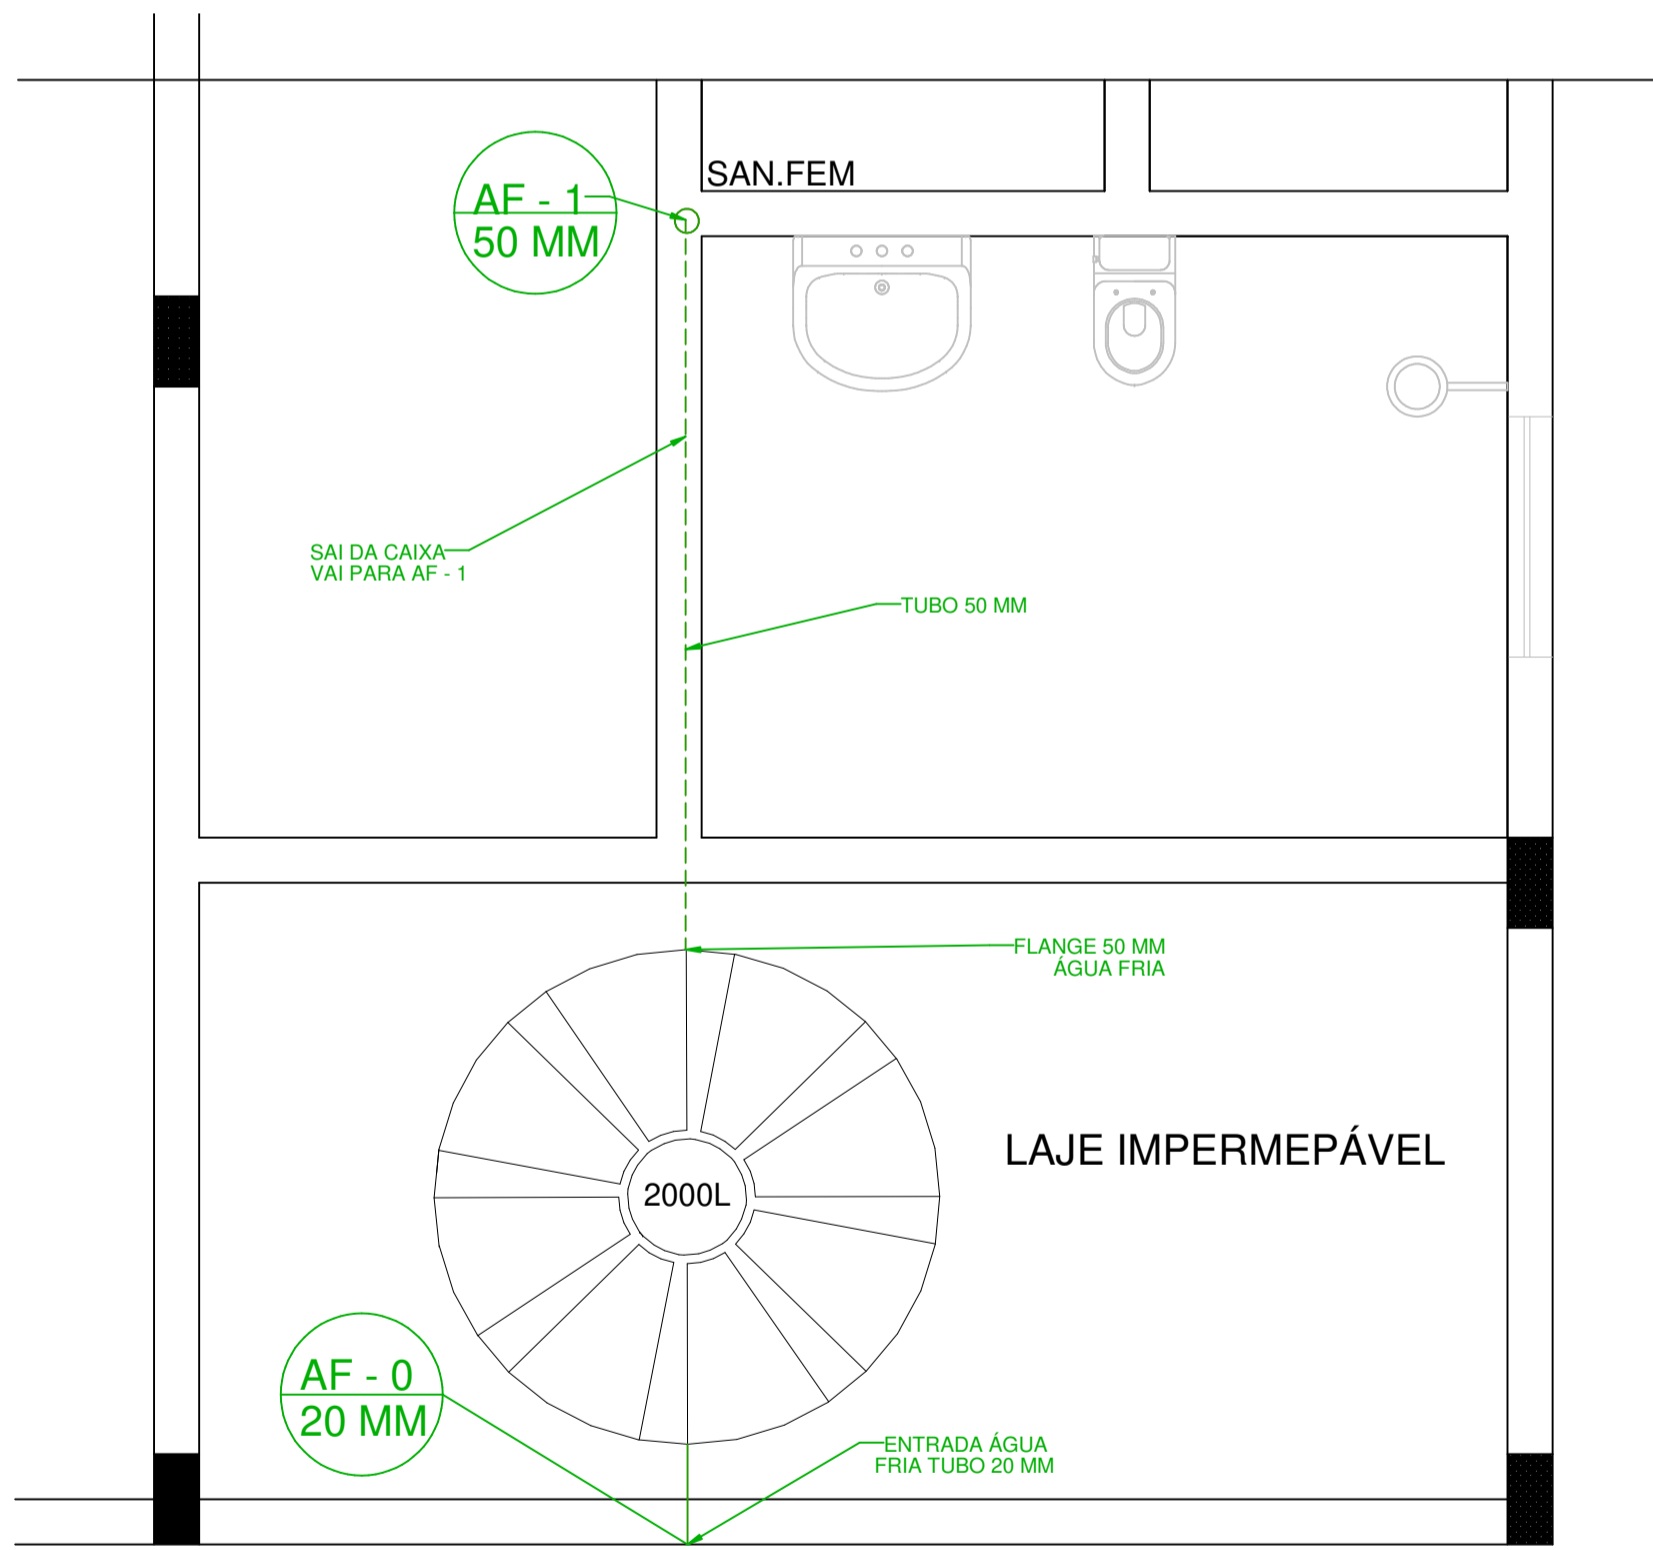 SAN.FEM
AF - 1
50 MM
SAI DA CAIXA
VAI PARA AF - 1
TUBO 50 MM
FLANGE 50 MM
ÁGUA FRIA
LAJE IMPERMEPÁVEL
2000L
AF - 0
20 MM
ENTRADA ÁGUA
FRIA TUBO 20 MM